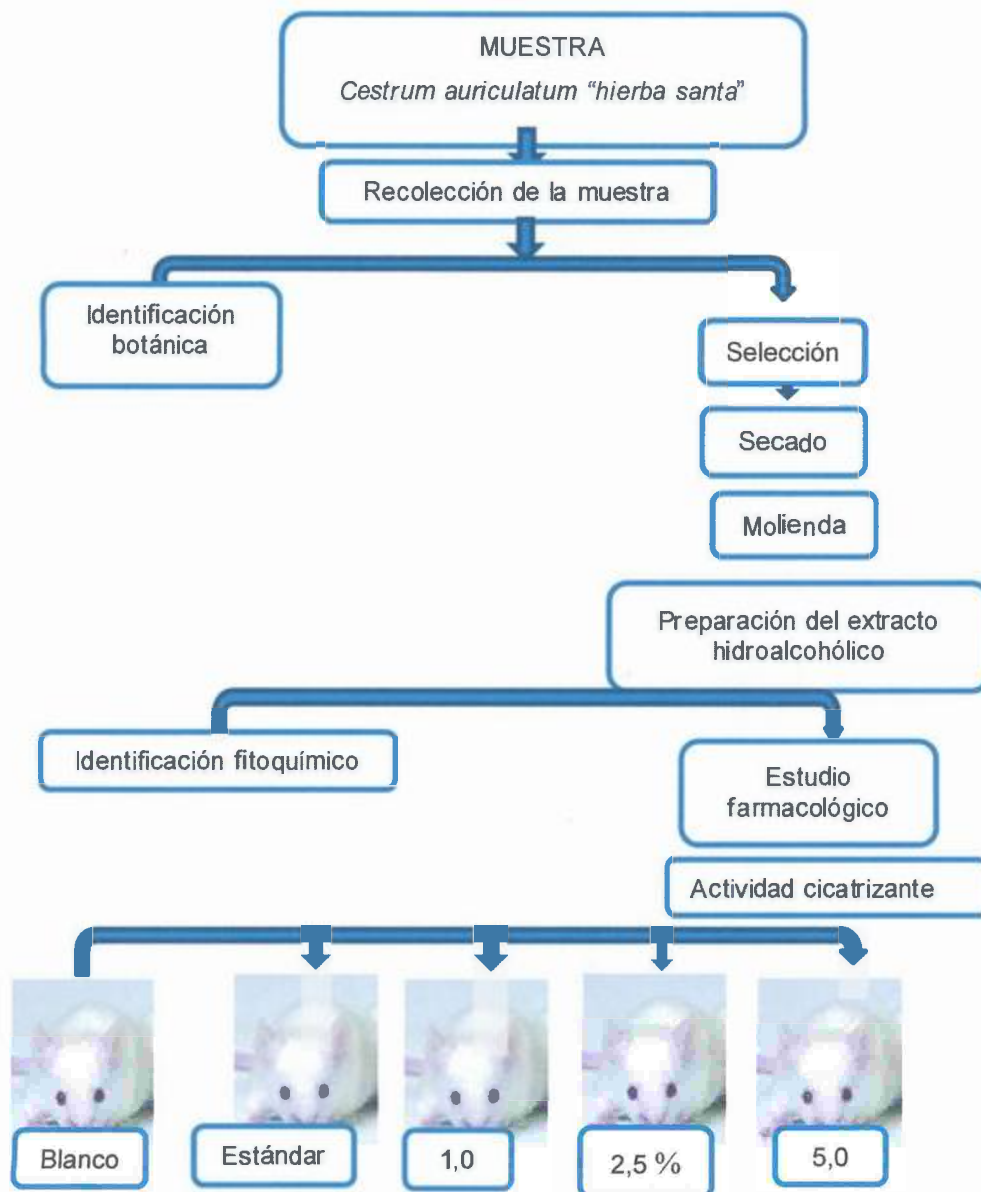 MUESTRA
Cestrum auriculatum “hierba santa”
Recolección de la muestra
Identificación
botánica
Selección
Secado
Molienda
Preparación del extracto
hidroalcohólico
Identificación fitoquímico
Estudio
farmacológico
Actividad cicatrizante
Blanco
Estándar
1,0
2,5 %
5,0